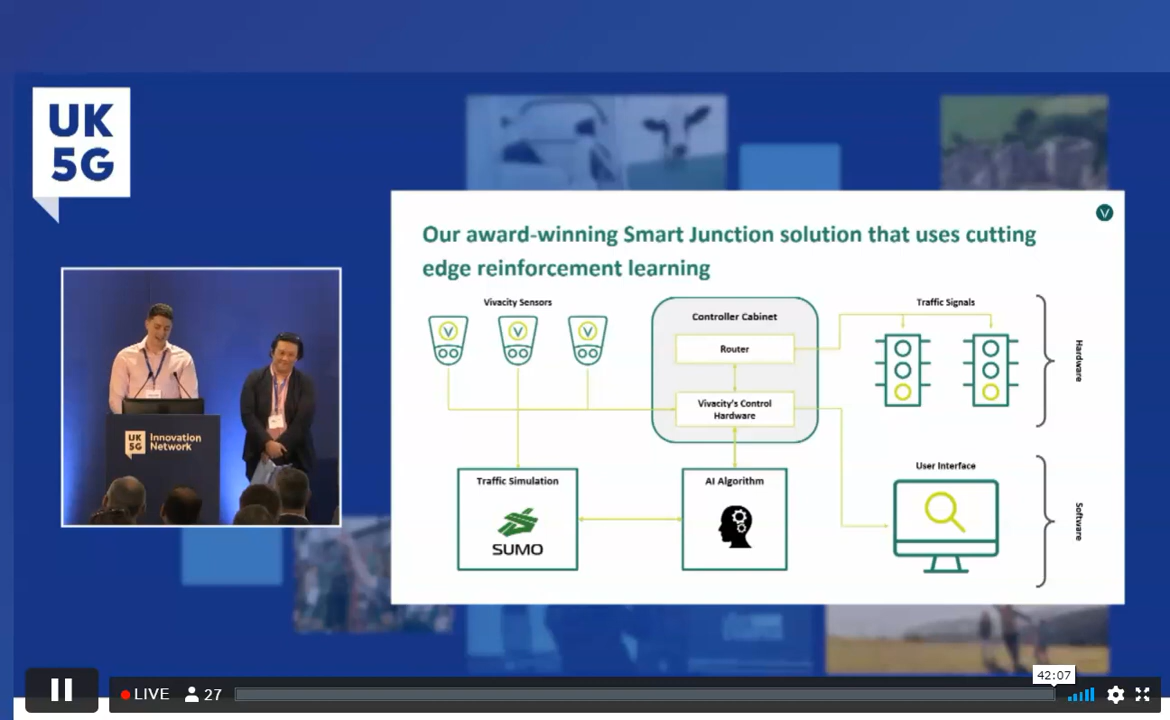 UK
5G
Our award-winning Smart Junction solution that uses cutting
edge reinforcement learning
Vivacity Sensors
Controller Cabinet
Traffic Signals
Router
Hardware
Vivacity's Control
Hardware
UK
5G
Innovation
Network
Traffic Simulation
SUMO
AI Algorithm
User Interface
Software
42:07
LIVE
27